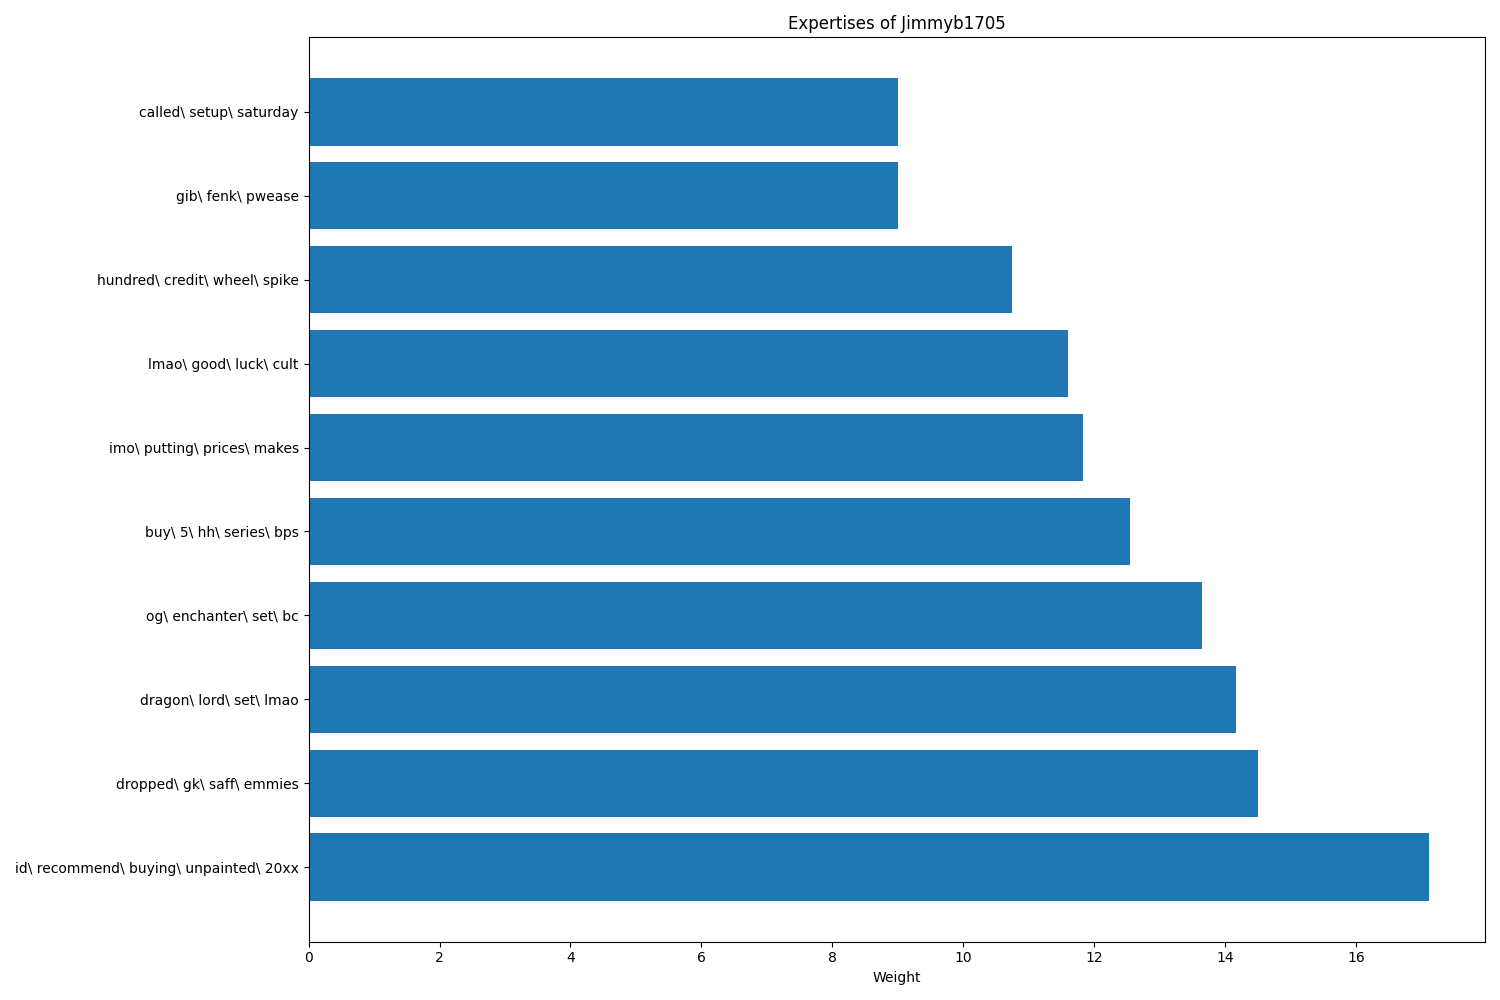 Expertises of Jimmyb1705
called\ setup\ saturday
gib\ fenk\ pwease
hundred\ credit\ wheel\ spike
lmao\ good\ luck\ cult
imo\ putting\ prices\ makes
buy\ 5\ hh\ series\ bps
og\ enchanter\ set\ bc
dragon\ lord\ set\ lmao
dropped\ gk\ saff\ emmies
id\ recommend\ buying\ unpainted\ 20xx
0 2 4 6 8 10 12 14 16
Weight